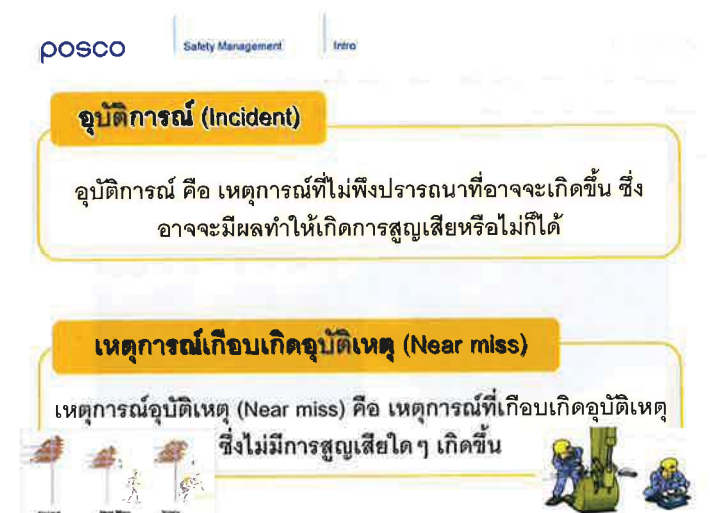 posco
Safety Management
Intro
อุบัติการณ์ (Incident)
อุบัติการณ์ คือ เหตุการณ์ที่ไม่พึงปรารถนาที่อาจจะเกิดขึ้น ซึ่ง
อาจจะมีผลทำให้เกิดการสูญเสียหรือไม่ก็ได้
เหตุการณ์เกือบเกิดอุบัติเหตุ (Near miss)
เหตุการณ์อุบัติเหตุ (Near miss) คือ เหตุการณ์ที่เกือบเกิดอุบัติเหตุ
ซึ่งไม่มีการสูญเสียใด ๆ เกิดขึ้น